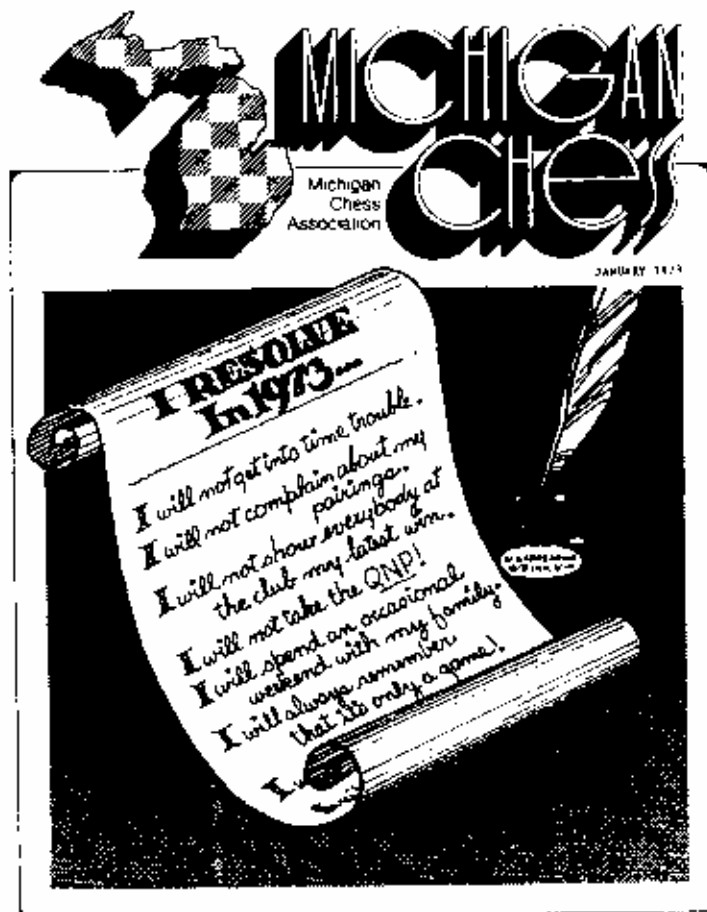 MICHIGAN
CHESS
Michigan
Chess
Association
JANUARY 1973
I RESOLVE
In 1973...
I will not get into time trouble.
I will not complain about my
pairings.
I will not show everybody at
the club my latest win.
I will not take the QNP!
I will spend an occasional
weekend with my family.
I will always remember
that it's only a game!
I